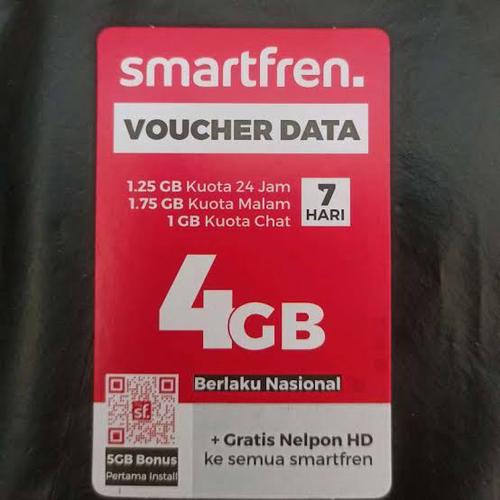 smartfren.
VOUCHER DATA
1.25 GB Kuota 24 Jam
1.75 GB Kuota Malam
1 GB Kuota Chat
7
HARI
4GB
Berlaku Nasional
sf.
5GB Bonus
Pertama Install
+ Gratis Nelpon HD
ke semua smartfren